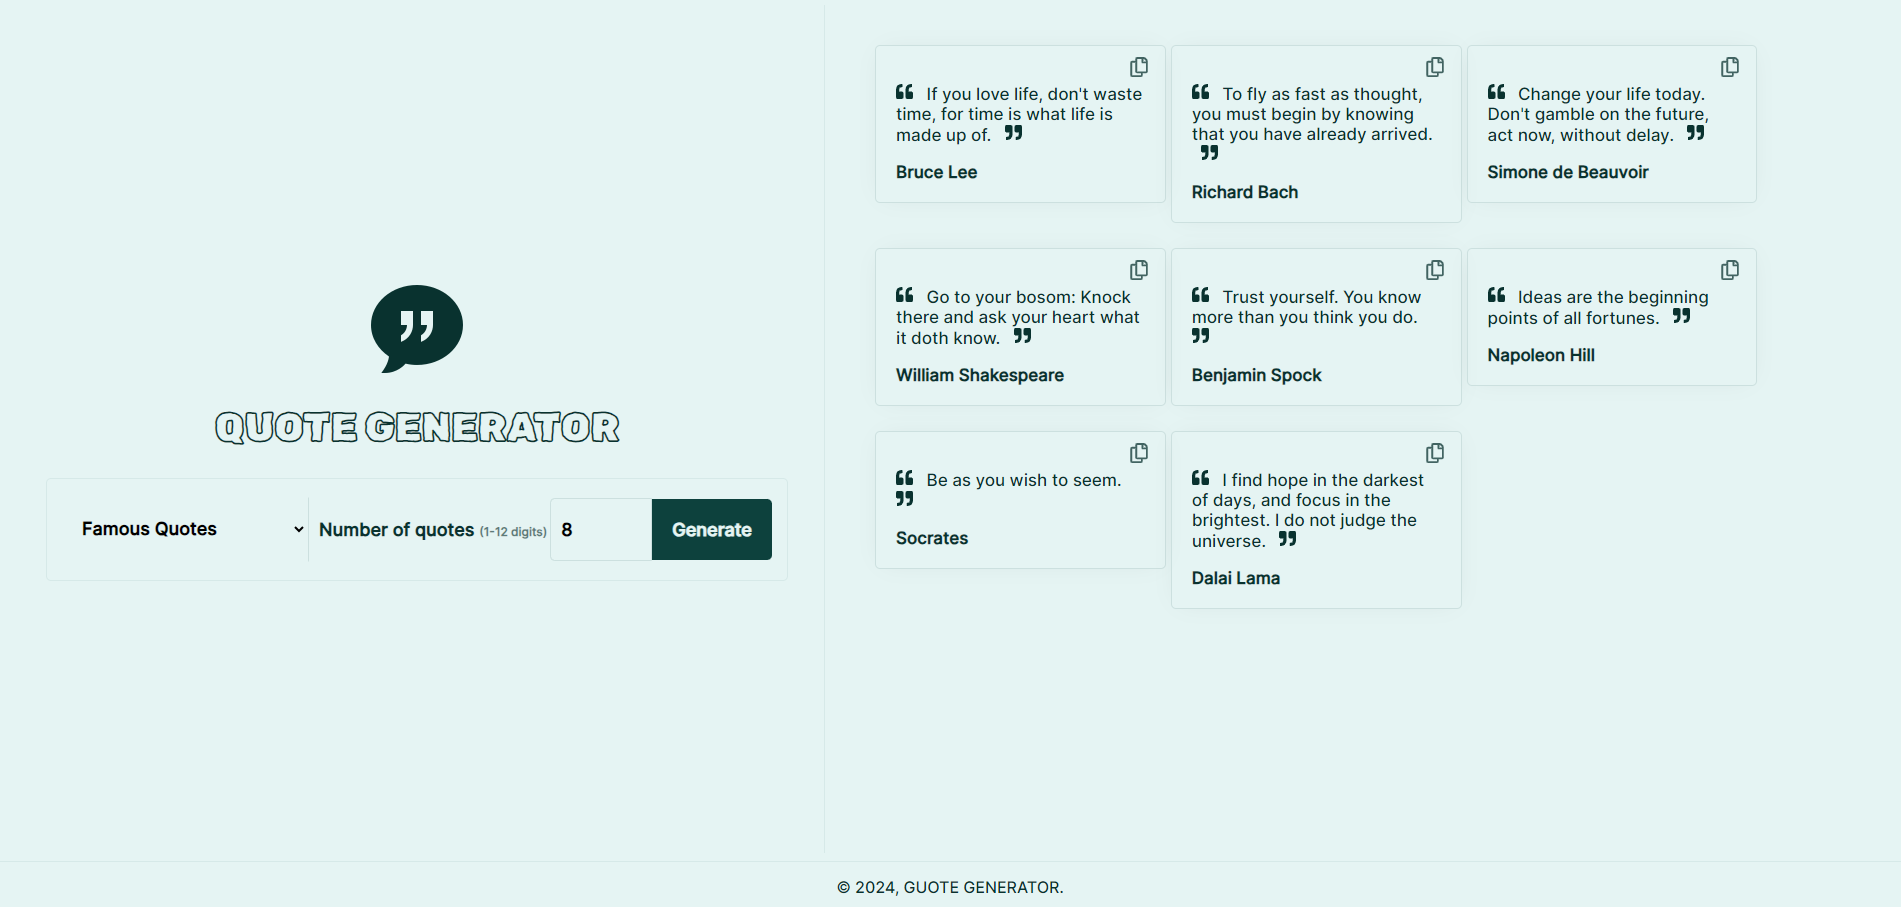 QUOTE GENERATOR
Famous Quotes
Number of quotes (1-12 digits)
8
Generate
“ If you love life, don't waste
time, for time is what life is
made up of. ”
Bruce Lee
“ To fly as fast as thought,
you must begin by knowing
that you have already arrived.
”
Richard Bach
“ Change your life today.
Don't gamble on the future,
act now, without delay. ”
Simone de Beauvoir
“ Go to your bosom: Knock
there and ask your heart what
it doth know. ”
William Shakespeare
“ Trust yourself. You know
more than you think you do.
”
Benjamin Spock
“ Ideas are the beginning
points of all fortunes. ”
Napoleon Hill
“ Be as you wish to seem.
”
Socrates
“ I find hope in the darkest
of days, and focus in the
brightest. I do not judge the
universe. ”
Dalai Lama
© 2024, GUOTE GENERATOR.